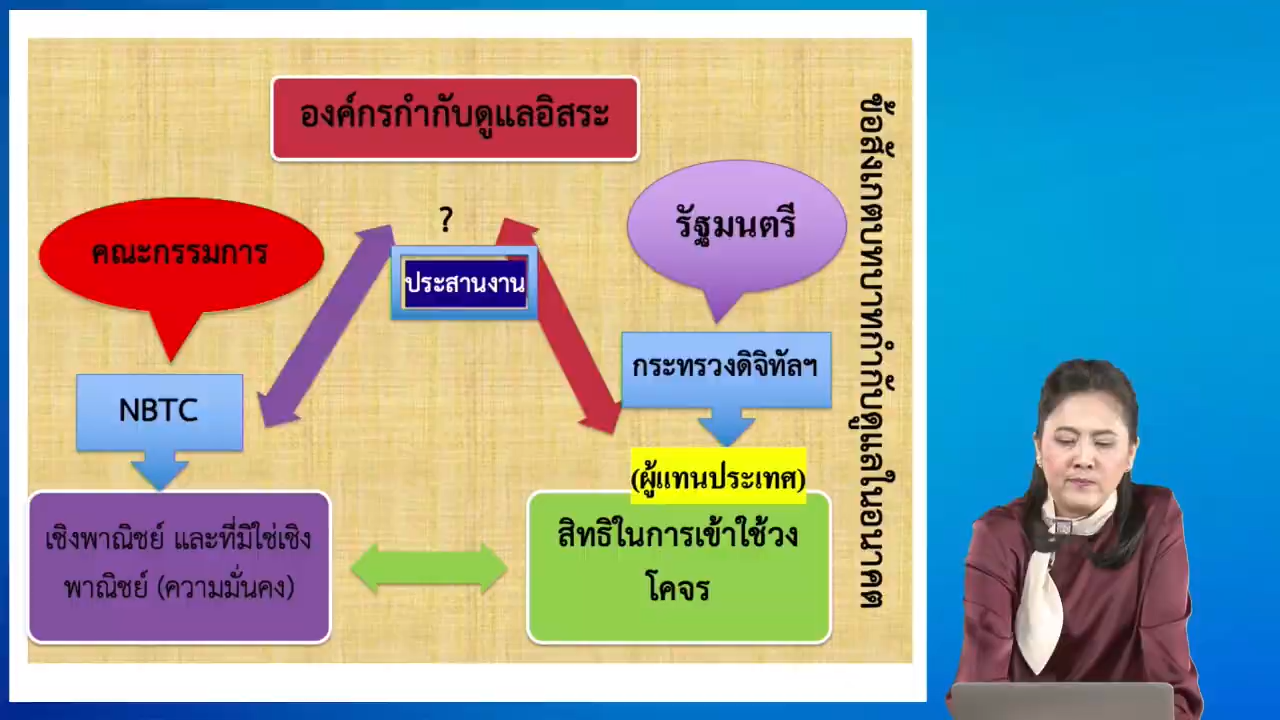 องค์กรกำกับดูแลอิสระ
?
ประสานงาน
คณะกรรมการ
NBTC
เชิงพาณิชย์ และที่มิใช่เชิง
พาณิชย์ (ความมั่นคง)
รัฐมนตรี
กระทรวงดิจิทัลฯ
(ผู้แทนประเทศ)
สิทธิในการเข้าใช้วง
โคจร
ข้อสังเกตบทบาทกำกับดูแลในอนาคต